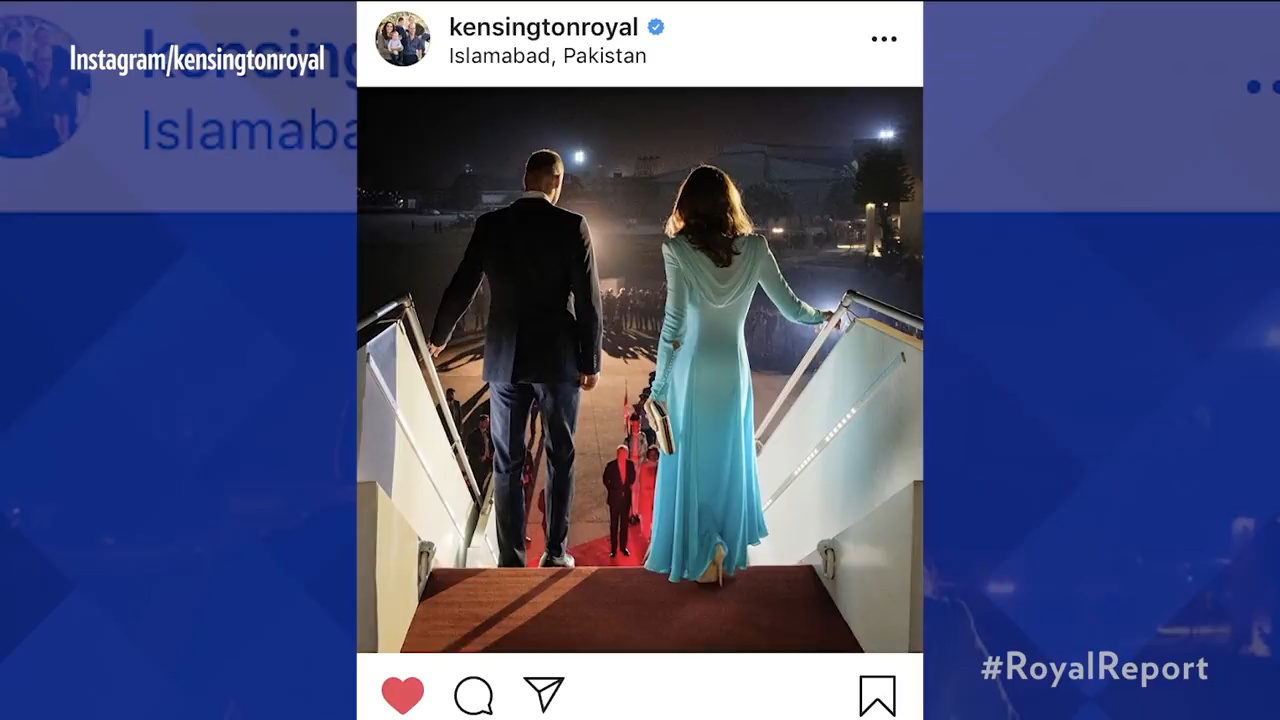 kensingtonroyal
Islamabad, Pakistan
Instagram/kensingtonroyal
#RoyalReport